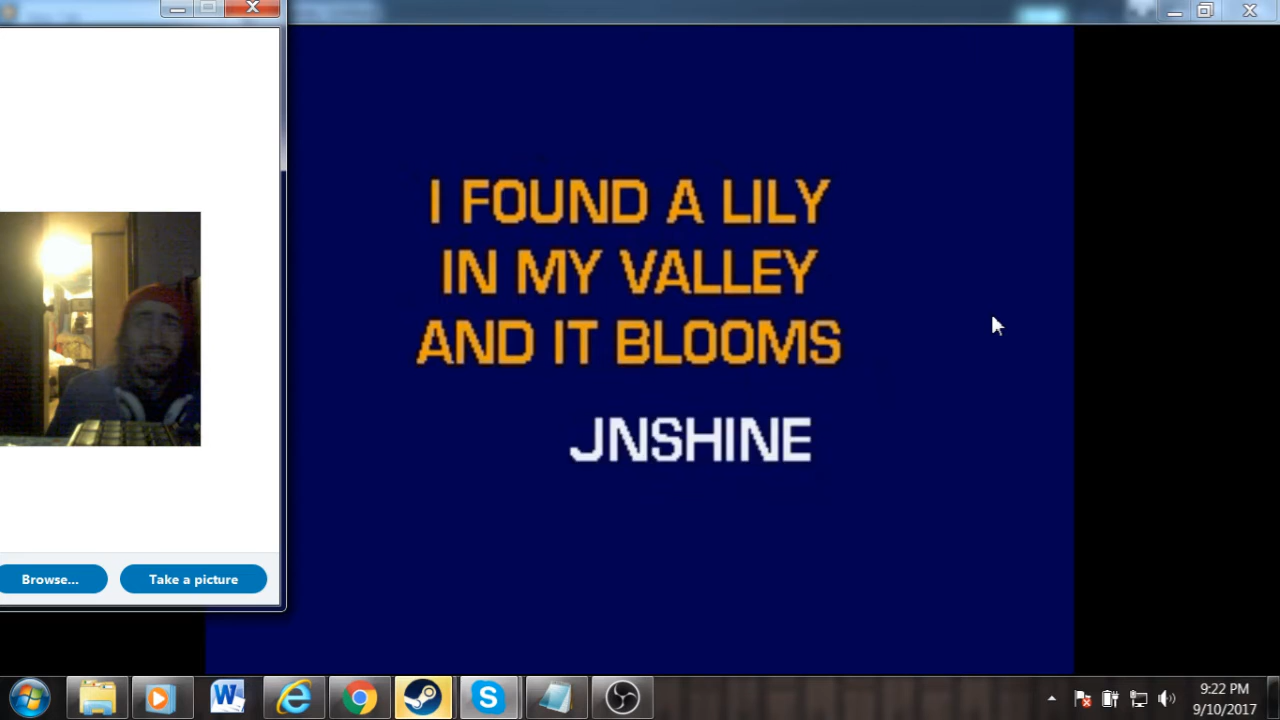 I FOUND A LILY
IN MY VALLEY
AND IT BLOOMS
JNSHINE
Browse...
Take a picture
9:22 PM
9/10/2017